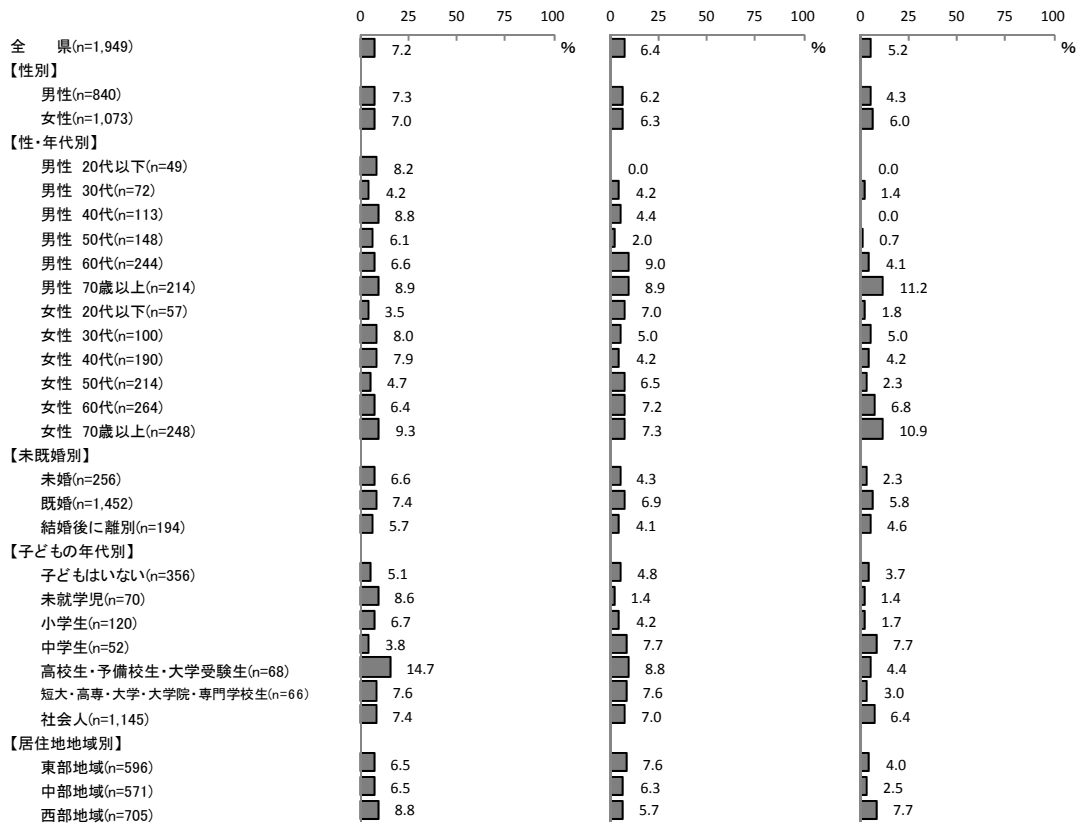 0 25 50 75 100 0 25 50 75 100 0 25 50 75 100
全 県(n=1,949) 7.2 % 6.4 % 5.2 %
【性別】
男性(n=840) 7.3 6.2 4.3
女性(n=1,073) 7.0 6.3 6.0
【性・年代別】
男性 20代以下(n=49) 8.2 0.0 0.0
男性 30代(n=72) 4.2 4.2 1.4
男性 40代(n=113) 8.8 4.4 0.0
男性 50代(n=148) 6.1 2.0 0.7
男性 60代(n=244) 6.6 9.0 4.1
男性 70歳以上(n=214) 8.9 8.9 11.2
女性 20代以下(n=57) 3.5 7.0 1.8
女性 30代(n=100) 8.0 5.0 5.0
女性 40代(n=190) 7.9 4.2 4.2
女性 50代(n=214) 4.7 6.5 2.3
女性 60代(n=264) 6.4 7.2 6.8
女性 70歳以上(n=248) 9.3 7.3 10.9
【未既婚別】
未婚(n=256) 6.6 4.3 2.3
既婚(n=1,452) 7.4 6.9 5.8
結婚後に離別(n=194) 5.7 4.1 4.6
【子どもの年代別】
子どもはいない(n=356) 5.1 4.8 3.7
未就学児(n=70) 8.6 1.4 1.4
小学生(n=120) 6.7 4.2 1.7
中学生(n=52) 3.8 7.7 7.7
高校生・予備校生・大学受験生(n=68) 14.7 8.8 4.4
短大・高専・大学・大学院・専門学校生(n=66) 7.6 7.6 3.0
社会人(n=1,145) 7.4 7.0 6.4
【居住地地域別】
東部地域(n=596) 6.5 7.6 4.0
中部地域(n=571) 6.5 6.3 2.5
西部地域(n=705) 8.8 5.7 7.7